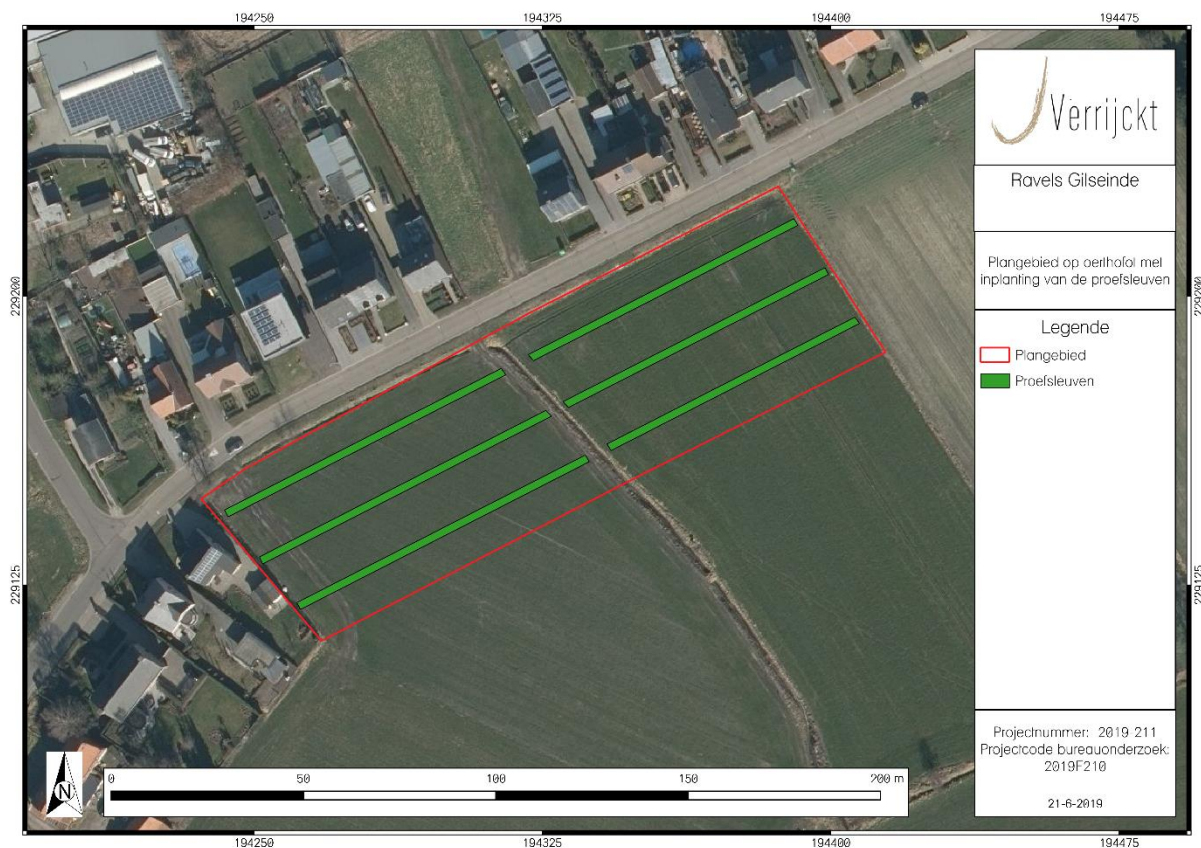 194250 194325 194400 194475
Verrijckt
Ravels Gilseinde
Plangebied op orthofoto met
inplanting van de proefsleuven
229200 229200
Legende
Plangebied
Proefsleuven
229125 229125
Projectnummer: 2019 211
Projectcode bureauonderzoek:
2019F210
21-6-2019
N
0 50 100 150 200 m
194250 194325 194400 194475